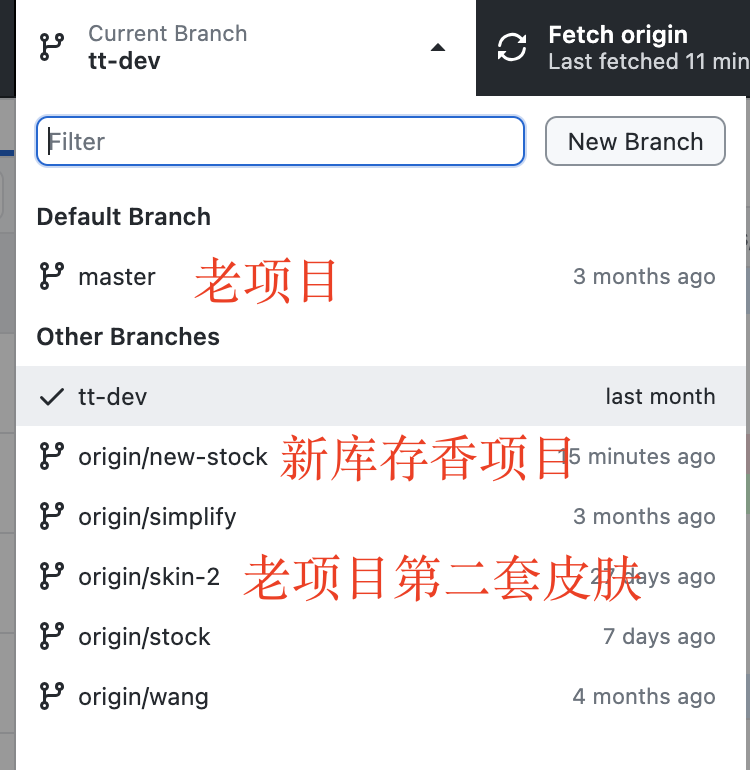 Current Branch
tt-dev
Fetch origin
Last fetched 11 min
Filter
New Branch
Default Branch
master 老项目 3 months ago
Other Branches
tt-dev last month
origin/new-stock 新库存香项目 15 minutes ago
origin/simplify 3 months ago
origin/skin-2 老项目第二套皮肤 27 days ago
origin/stock 7 days ago
origin/wang 4 months ago